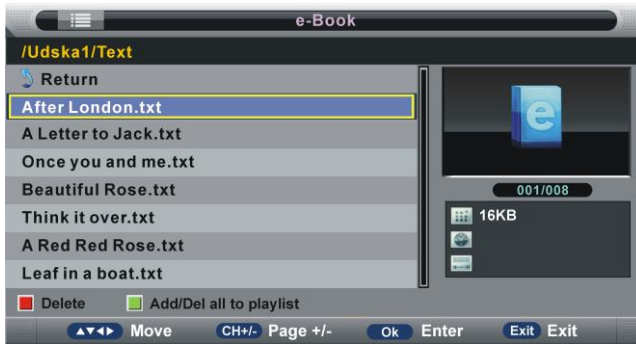 e-Book
/Udska1/Text
Return
After London.txt
A Letter to Jack.txt
Once you and me.txt
Beautiful Rose.txt
Think it over.txt
A Red Red Rose.txt
Leaf in a boat.txt
e
001/008
16KB
Delete Add/Del all to playlist
Move CH+/- Page +/- Ok Enter Exit Exit